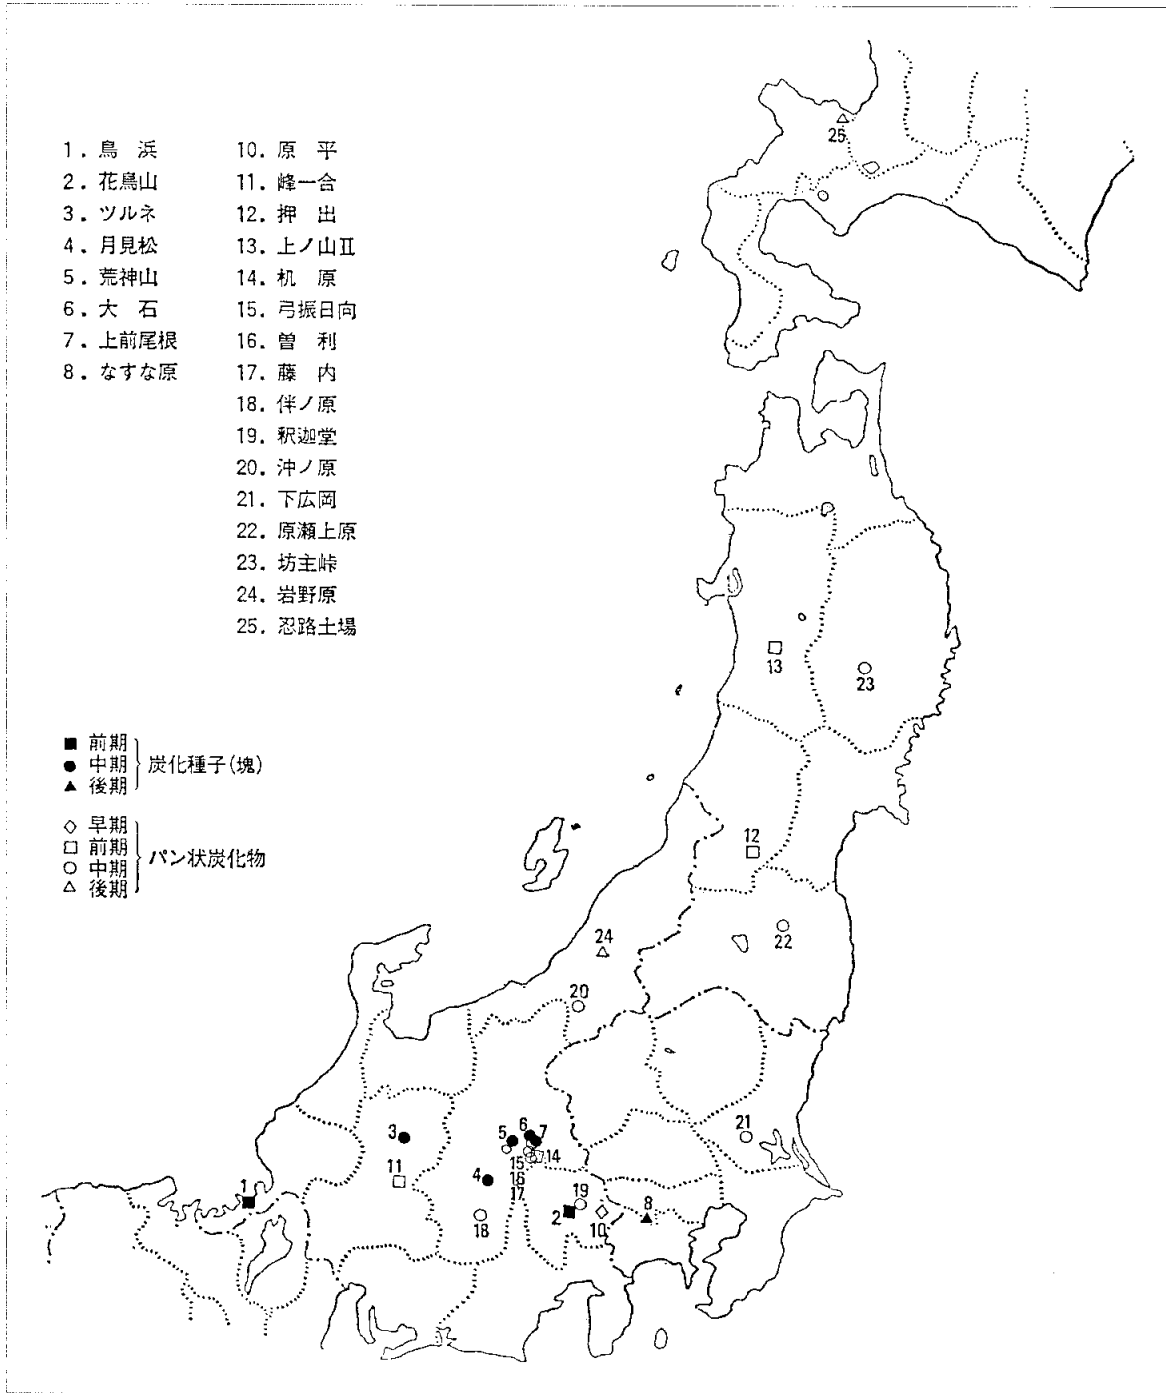 1. 鳥　浜
2. 花鳥山
3. ツルネ
4. 月見松
5. 荒神山
6. 大　石
7. 上前尾根
8. なすな原
10. 原　平
11. 峰一合
12. 押　出
13. 上ノ山Ⅱ
14. 机　原
15. 弓振日向
16. 曽　利
17. 藤　内
18. 伴ノ原
19. 釈迦堂
20. 沖ノ原
21. 下広岡
22. 原瀬上原
23. 坊主峠
24. 岩野原
25. 忍路土場
■ 前期
● 中期
▲ 後期
炭化種子(塊)
◇ 早期
□ 前期
○ 中期
△ 後期
パン状炭化物
25
13
23
12
22
24
20
21
3
5
6
7
14
15
16
17
11
4
1
18
2
19
10
8